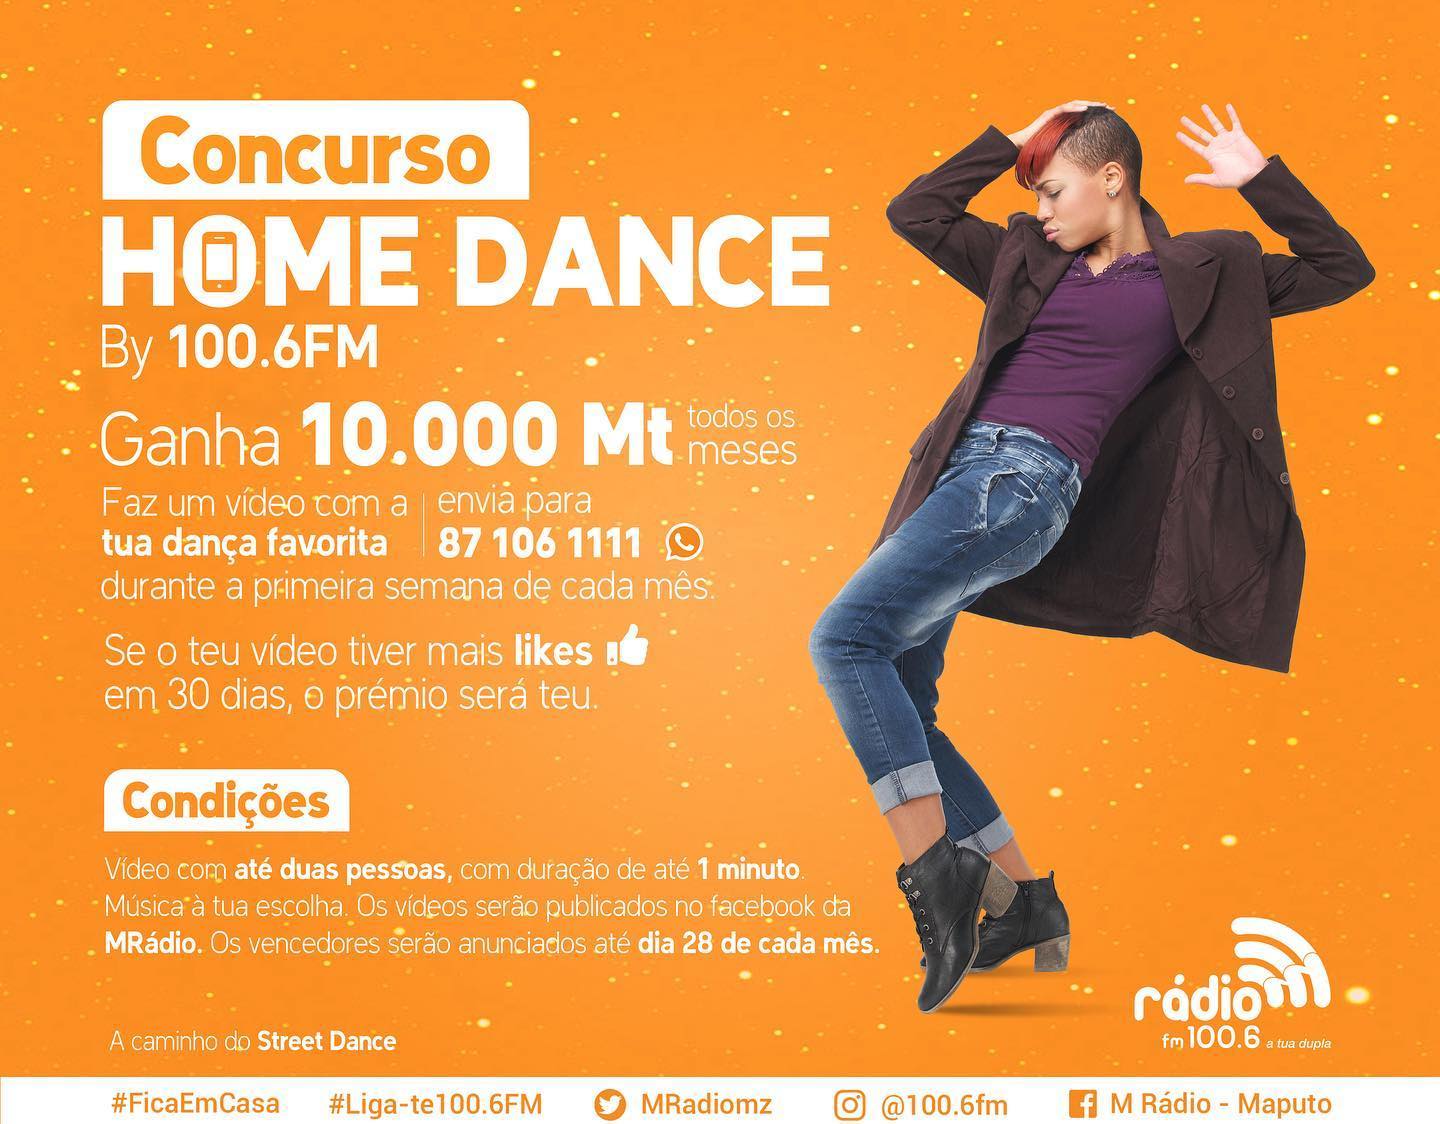 Concurso
HOME DANCE
By 100.6FM
Ganha 10.000 Mt todos os meses
Faz um vídeo com a tua dança favorita
envia para
87 106 1111
durante a primeira semana de cada mês.
Se o teu vídeo tiver mais likes
em 30 dias, o prémio será teu.
Condições
Vídeo com até duas pessoas, com duração de até 1 minuto.
Música à tua escolha. Os vídeos serão publicados no facebook da
MRádio. Os vencedores serão anunciados até dia 28 de cada mês.
A caminho do Street Dance
rádio m
fm 100.6 a tua dupla
#FicaEmCasa #Liga-te100.6FM MRadiomz @100.6fm M Rádio - Maputo